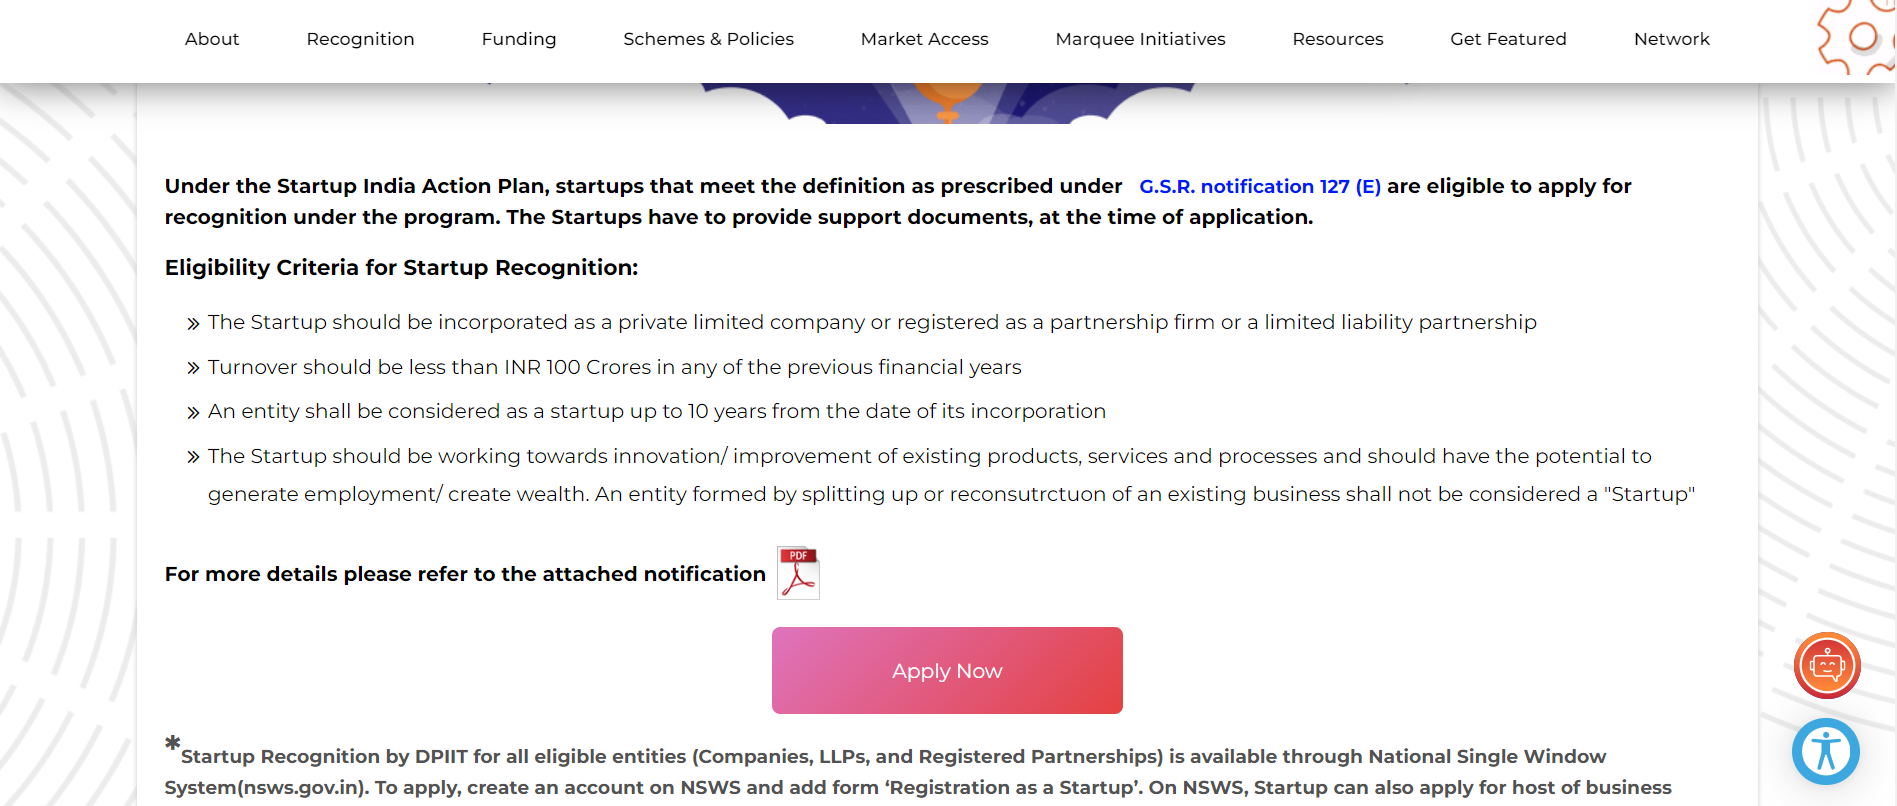 About Recognition Funding Schemes & Policies Market Access Marquee Initiatives Resources Get Featured Network
Under the Startup India Action Plan, startups that meet the definition as prescribed under G.S.R. notification 127 (E) are eligible to apply for
recognition under the program. The Startups have to provide support documents, at the time of application.
Eligibility Criteria for Startup Recognition:
» The Startup should be incorporated as a private limited company or registered as a partnership firm or a limited liability partnership
» Turnover should be less than INR 100 Crores in any of the previous financial years
» An entity shall be considered as a startup up to 10 years from the date of its incorporation
» The Startup should be working towards innovation/ improvement of existing products, services and processes and should have the potential to
generate employment/ create wealth. An entity formed by splitting up or reconsutrctuon of an existing business shall not be considered a "Startup"
For more details please refer to the attached notification PDF
Apply Now
*Startup Recognition by DPIIT for all eligible entities (Companies, LLPs, and Registered Partnerships) is available through National Single Window
System(nsws.gov.in). To apply, create an account on NSWS and add form ‘Registration as a Startup’. On NSWS, Startup can also apply for host of business